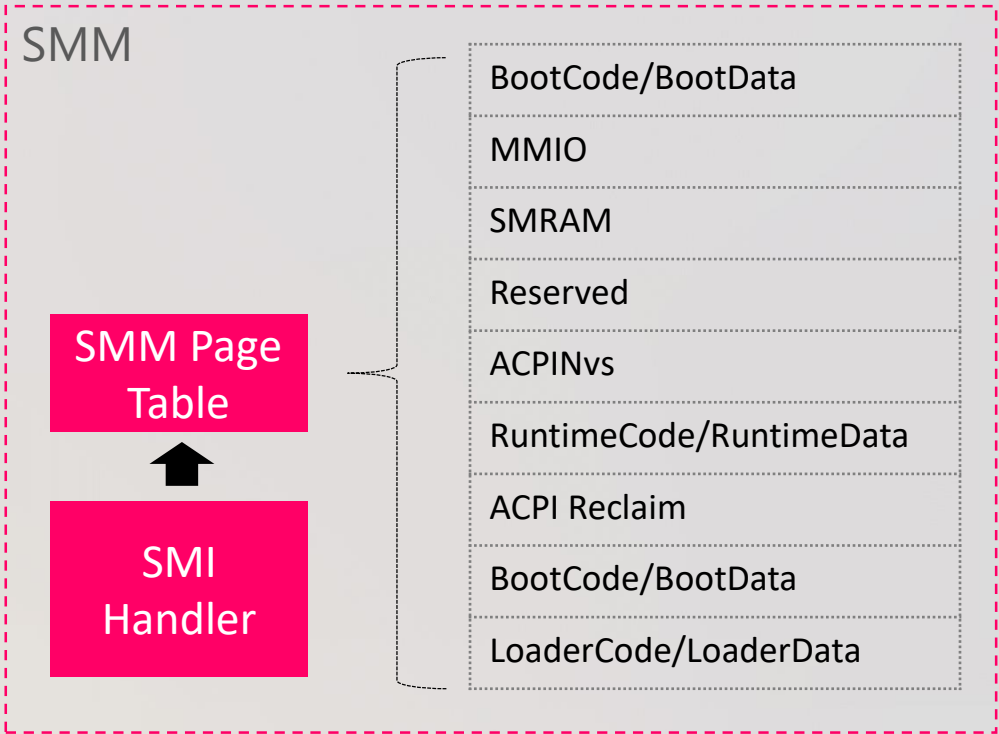 SMM
SMM Page
Table
SMI
Handler
BootCode/BootData
MMIO
SMRAM
Reserved
ACPINvs
RuntimeCode/RuntimeData
ACPI Reclaim
BootCode/BootData
LoaderCode/LoaderData